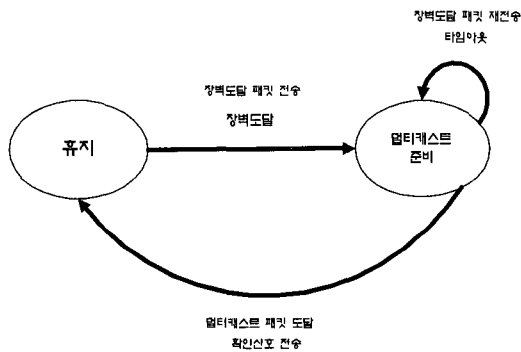 장벽도달 패킷 재전송
타임아웃
장벽도달 패킷 전송
장벽도달
휴지
멀티캐스트
준비
멀티캐스트 패킷 도달
확인신호 전송